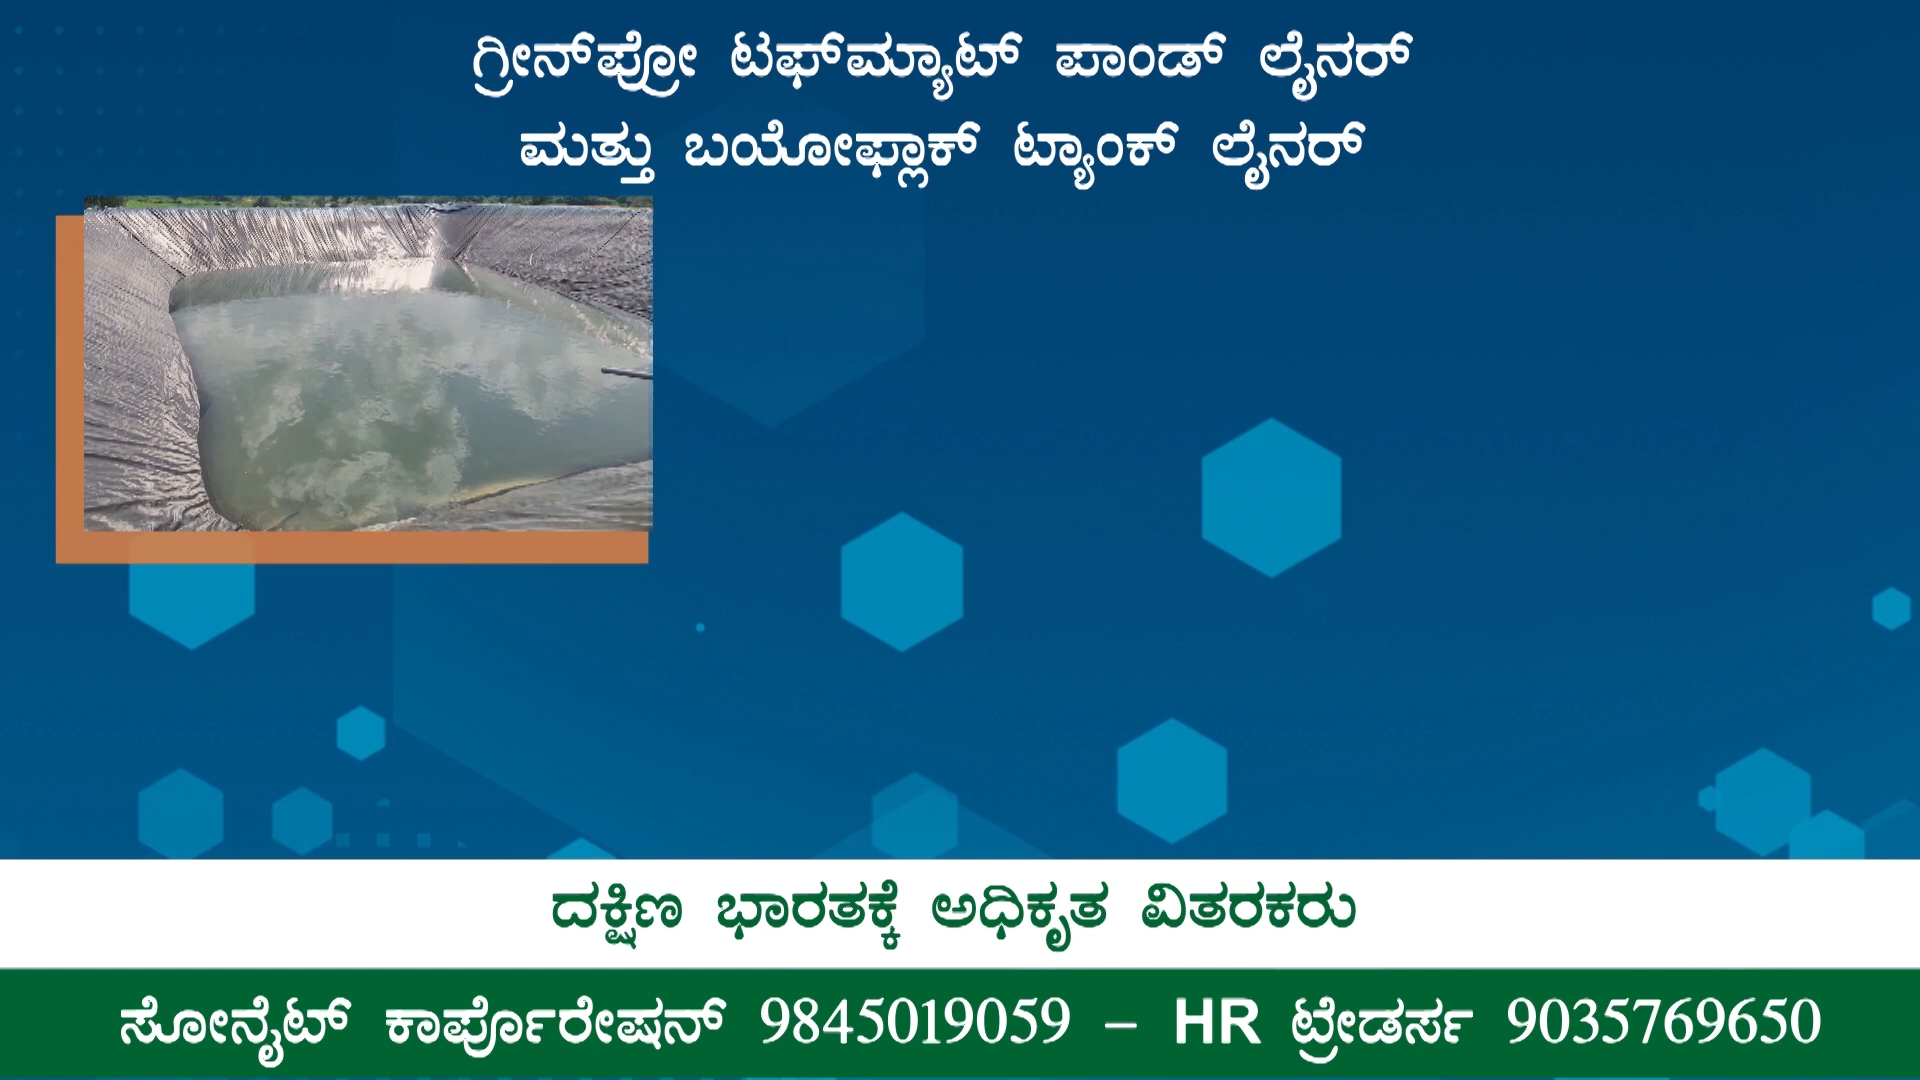 ಗ್ರೀನ್‌ಪ್ರೋ ಟಫ್‌ಮ್ಯಾಟ್ ಪಾಂಡ್ ಲೈನರ್
ಮತ್ತು ಬಯೋಫ್ಲಾಕ್ ಟ್ಯಾಂಕ್ ಲೈನರ್
ದಕ್ಷಿಣ ಭಾರತಕ್ಕೆ ಅಧಿಕೃತ ವಿತರಕರು
ಸೋನೈಟ್ ಕಾರ್ಪೊರೇಷನ್ 9845019059 – HR ಟ್ರೇಡರ್ಸ್ 9035769650